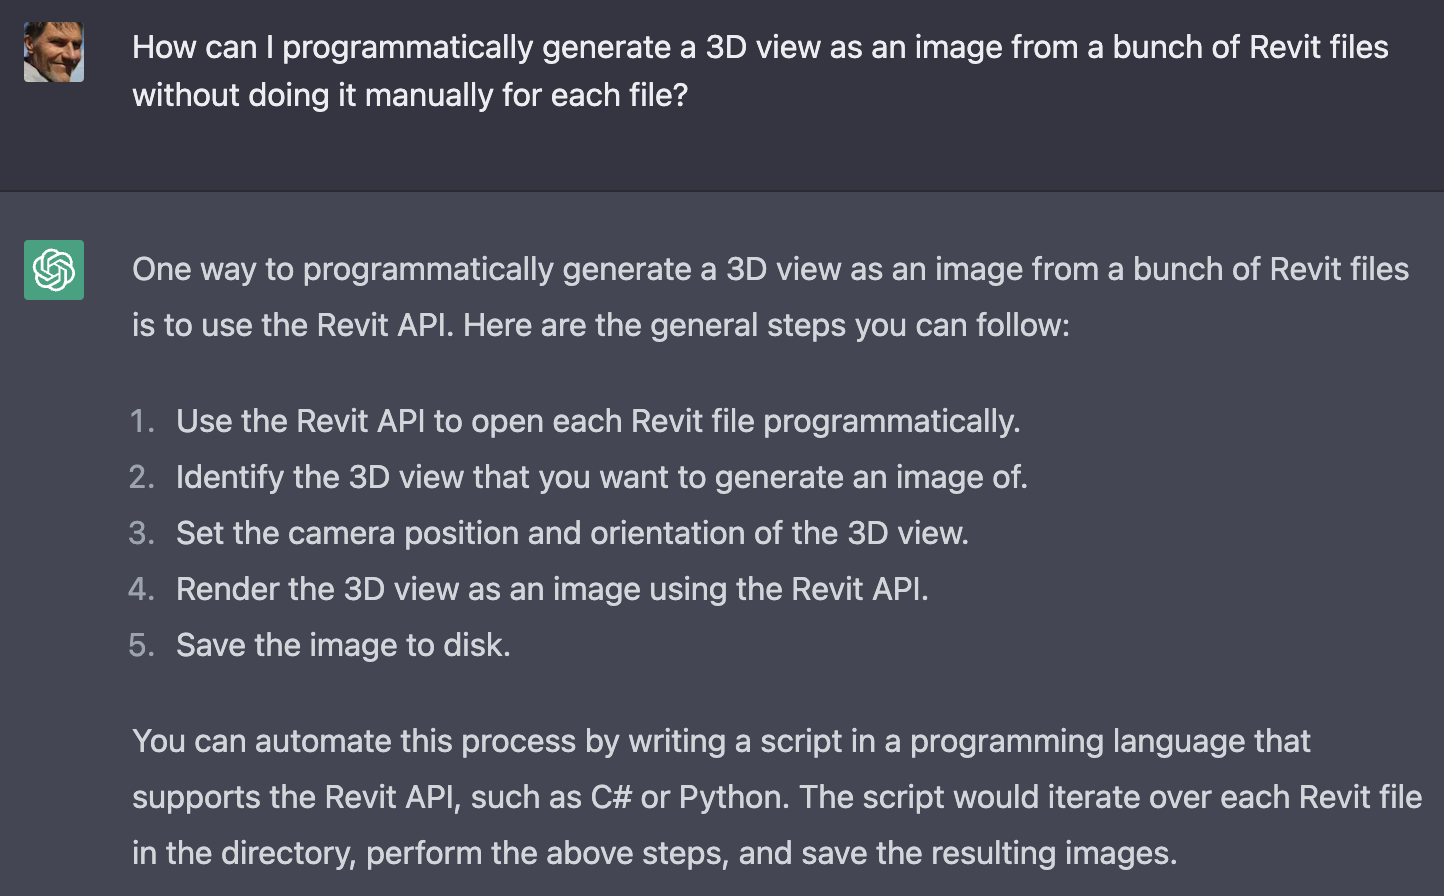 How can I programmatically generate a 3D view as an image from a bunch of Revit files
without doing it manually for each file?
One way to programmatically generate a 3D view as an image from a bunch of Revit files
is to use the Revit API. Here are the general steps you can follow:
1. Use the Revit API to open each Revit file programmatically.
2. Identify the 3D view that you want to generate an image of.
3. Set the camera position and orientation of the 3D view.
4. Render the 3D view as an image using the Revit API.
5. Save the image to disk.
You can automate this process by writing a script in a programming language that
supports the Revit API, such as C# or Python. The script would iterate over each Revit file
in the directory, perform the above steps, and save the resulting images.